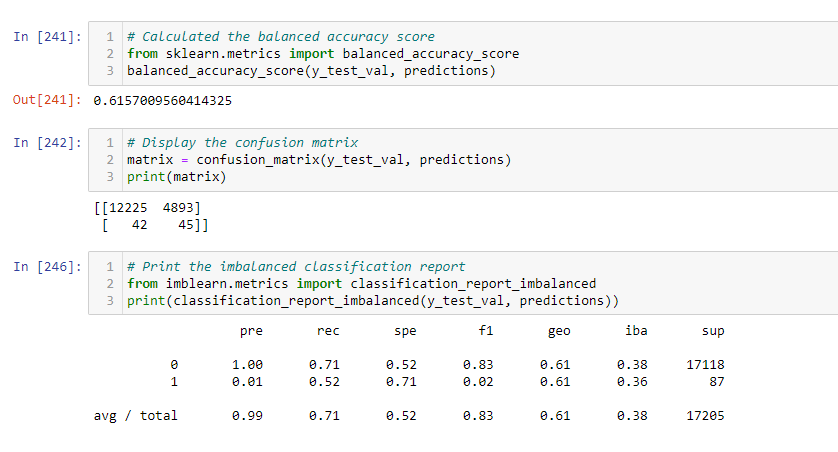 In [241]: 1 # Calculated the balanced accuracy score
2 from sklearn.metrics import balanced_accuracy_score
3 balanced_accuracy_score(y_test_val, predictions)
Out[241]: 0.6157009560414325
In [242]: 1 # Display the confusion matrix
2 matrix = confusion_matrix(y_test_val, predictions)
3 print(matrix)
[[12225 4893]
[ 42 45]]
In [246]: 1 # Print the imbalanced classification report
2 from imblearn.metrics import classification_report_imbalanced
3 print(classification_report_imbalanced(y_test_val, predictions))
pre rec spe f1 geo iba sup
0 1.00 0.71 0.52 0.83 0.61 0.38 17118
1 0.01 0.52 0.71 0.02 0.61 0.36 87
avg / total 0.99 0.71 0.52 0.83 0.61 0.38 17205